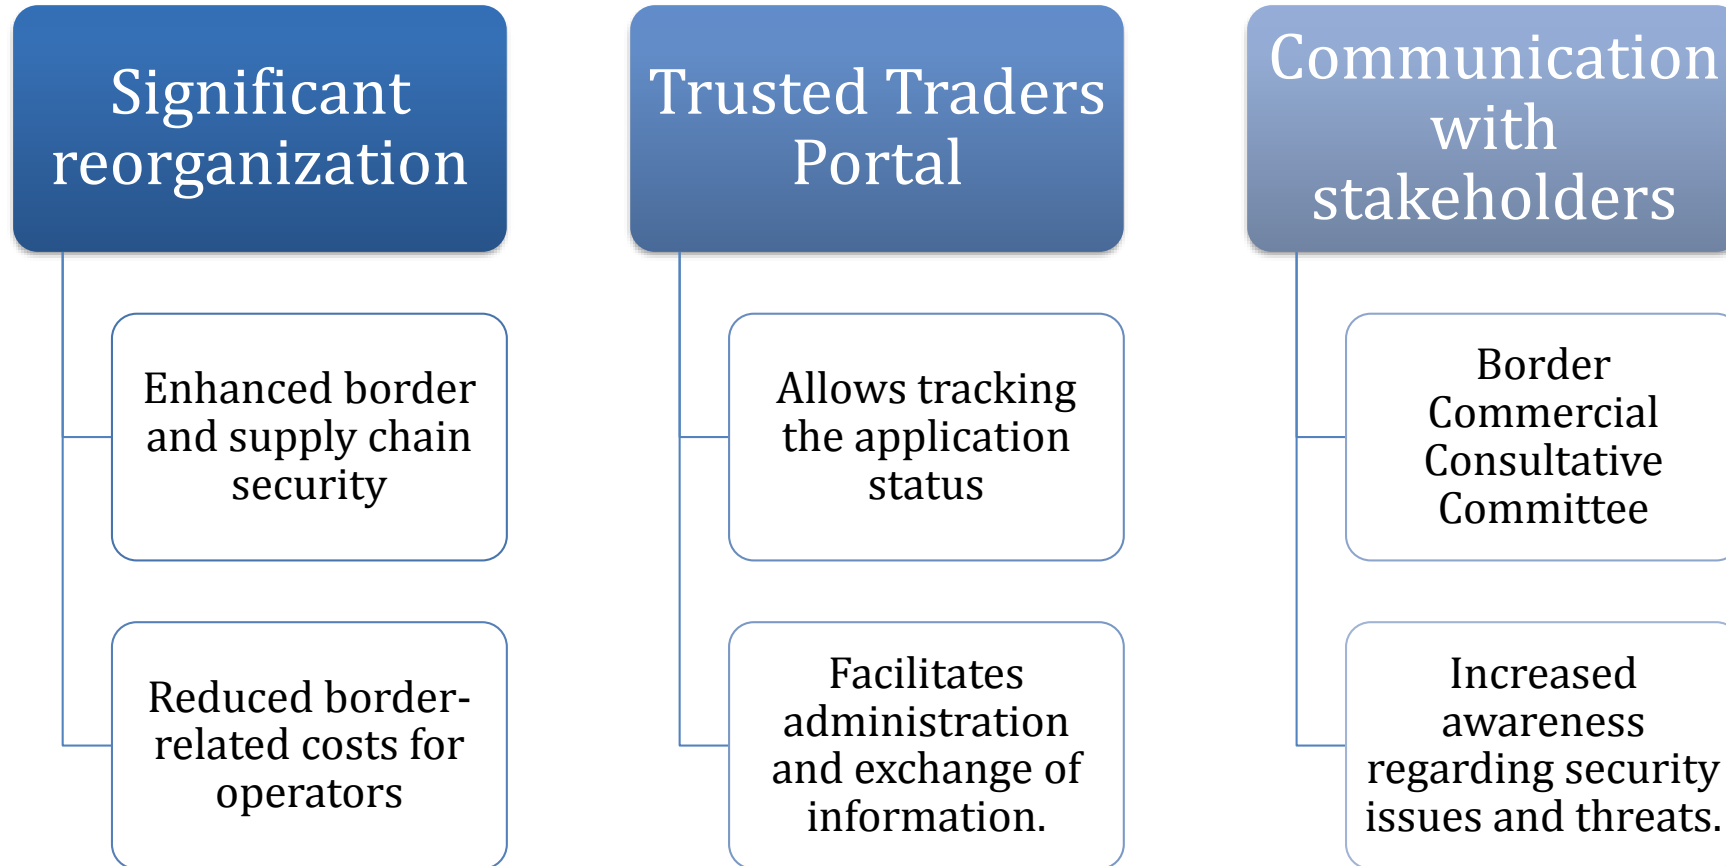 Significant
reorganization
Enhanced border
and supply chain
security
Reduced border-
related costs for
operators
Trusted Traders
Portal
Allows tracking
the application
status
Facilitates
administration
and exchange of
information.
Communication
with
stakeholders
Border
Commercial
Consultative
Committee
Increased
awareness
regarding security
issues and threats.